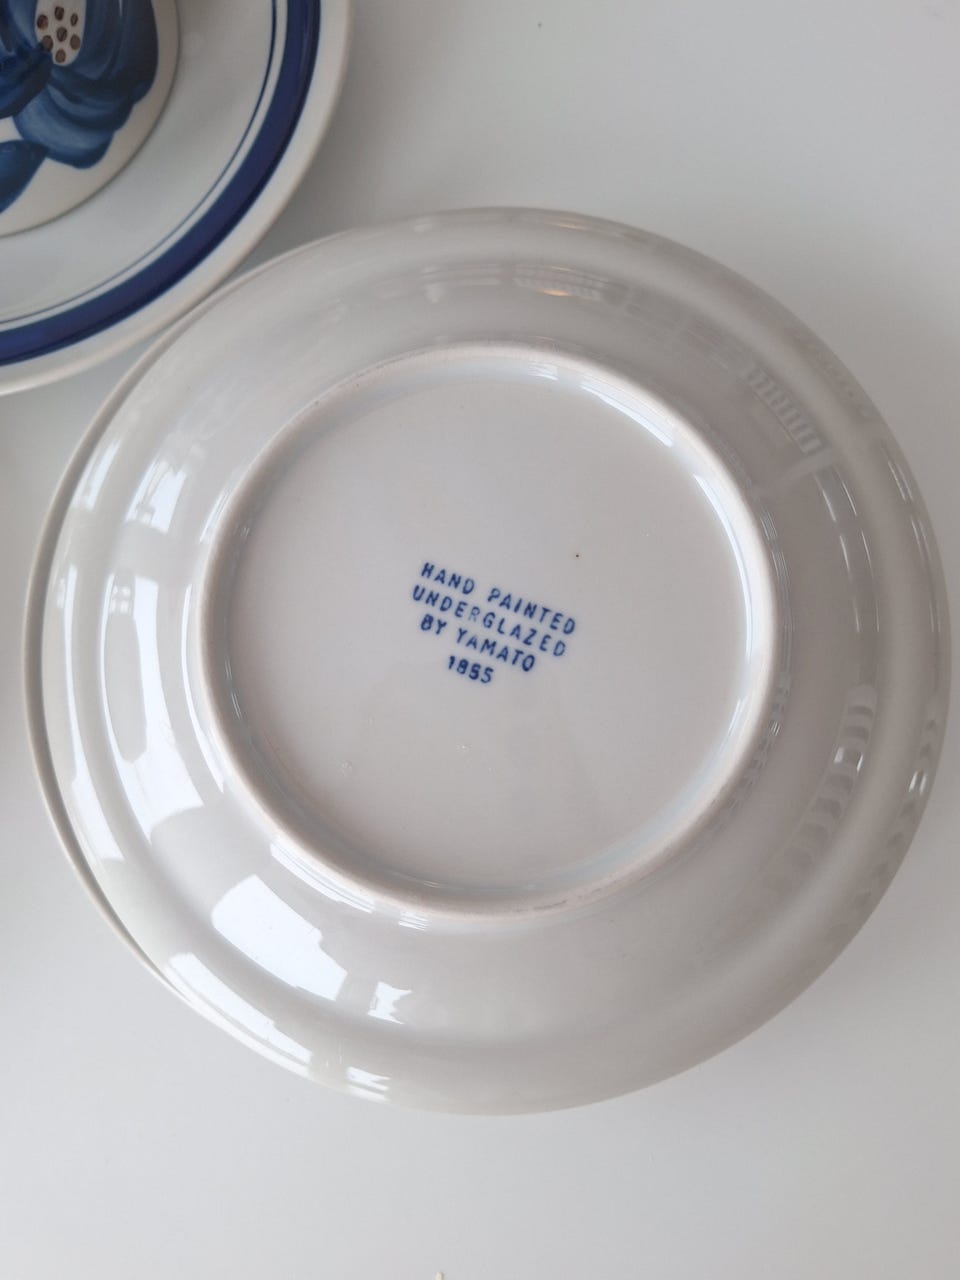 HAND PAINTED
UNDERGLAZED
BY YAMATO
1855